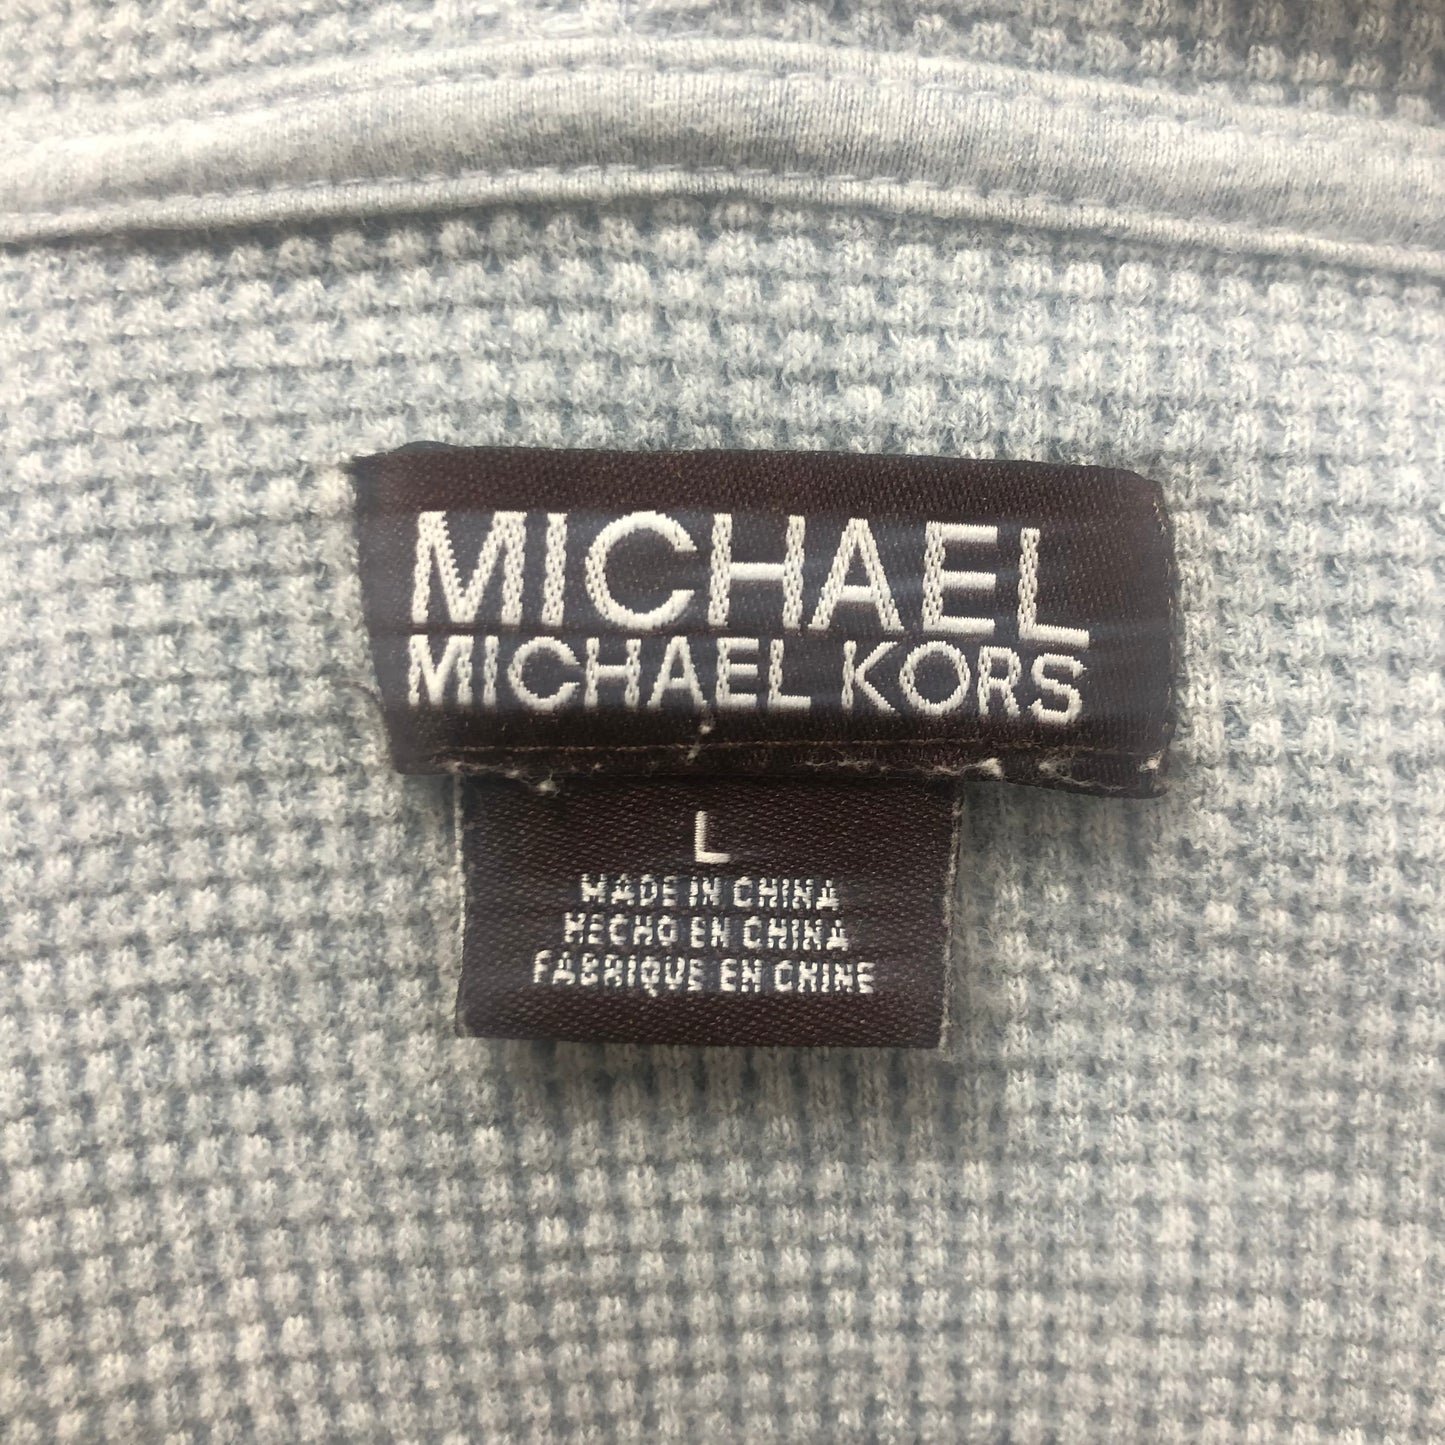 MICHAEL
MICHAEL KORS
L
MADE IN CHINA
HECHO EN CHINA
FABRIQUE EN CHINE